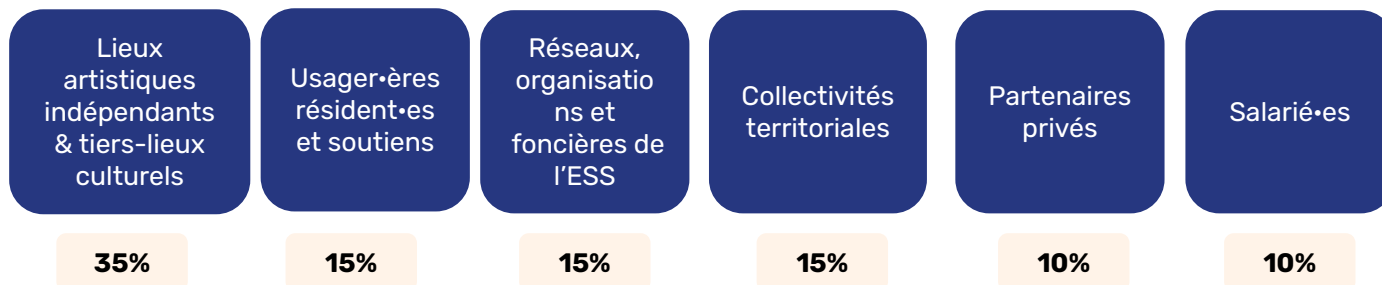 Lieux
artistiques
indépendants
& tiers-lieux
culturels
Usager•ères
résident•es
et soutiens
Réseaux,
organisatio
ns et
foncières de
l'ESS
Collectivités
territoriales
Partenaires
privés
Salarié•es
35%
15%
15%
15%
10%
10%